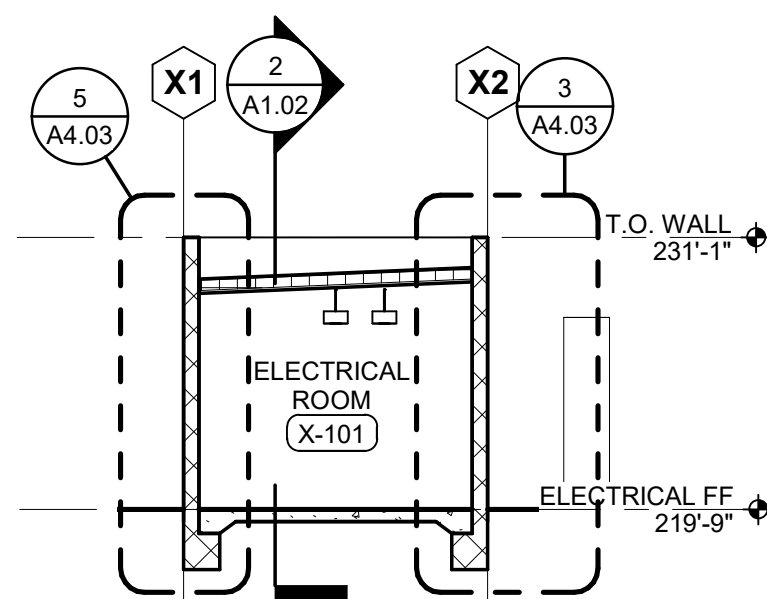 X1
2
A1.02
X2
3
A4.03
5
A4.03
T.O. WALL
231'-1"
ELECTRICAL
ROOM
X-101
ELECTRICAL FF
219'-9"